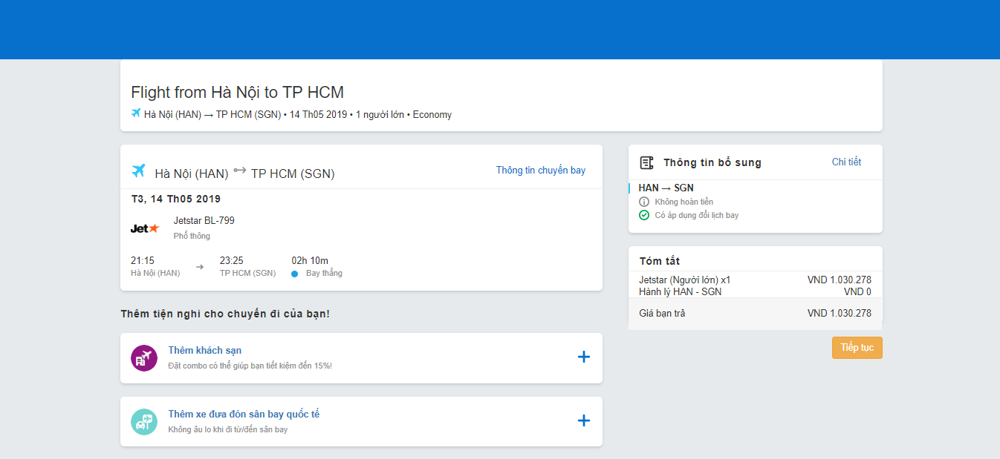 Flight from Hà Nội to TP HCM
Hà Nội (HAN) → TP HCM (SGN) • 14 Th05 2019 • 1 người lớn • Economy
Hà Nội (HAN) TP HCM (SGN)
Thông tin chuyến bay
T3, 14 Th05 2019
Jet
Jetstar BL-799
Phổ thông
21:15
Hà Nội (HAN)
23:25
TP HCM (SGN)
02h 10m
Bay thẳng
Thêm tiện nghi cho chuyến đi của bạn!
Thêm khách sạn
Đặt combo có thể giúp bạn tiết kiệm đến 15%!
Thêm xe đưa đón sân bay quốc tế
Không âu lo khi đi từ/đến sân bay
Thông tin bổ sung
Chi tiết
HAN → SGN
Không hoàn tiền
Có áp dụng đổi lịch bay
Tóm tắt
Jetstar (Người lớn) x1 VND 1.030.278
Hành lý HAN - SGN VND 0
Giá bạn trả VND 1.030.278
Tiếp tục